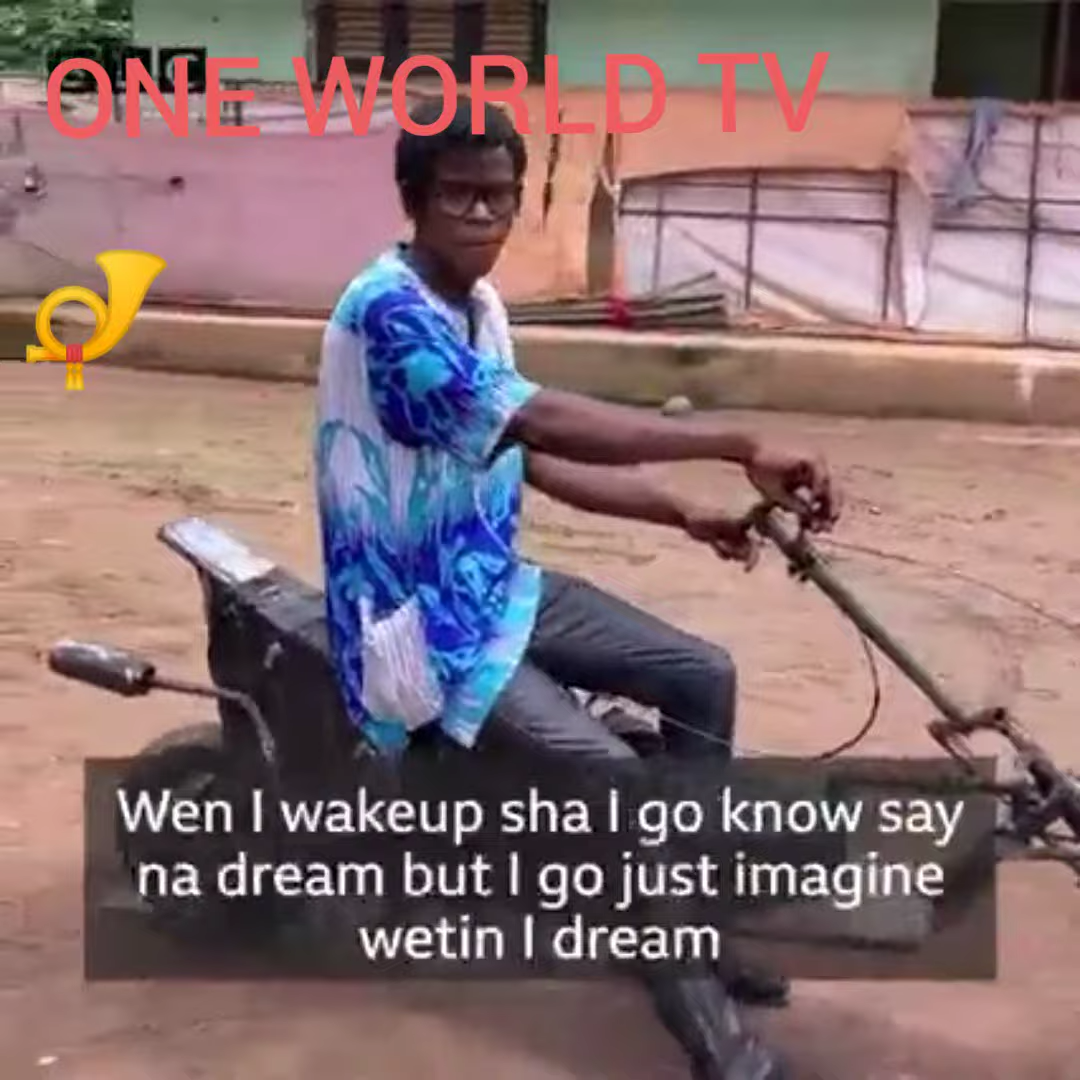 ONE WORLD TV
Wen I wakeup sha I go know say
na dream but I go just imagine
wetin I dream